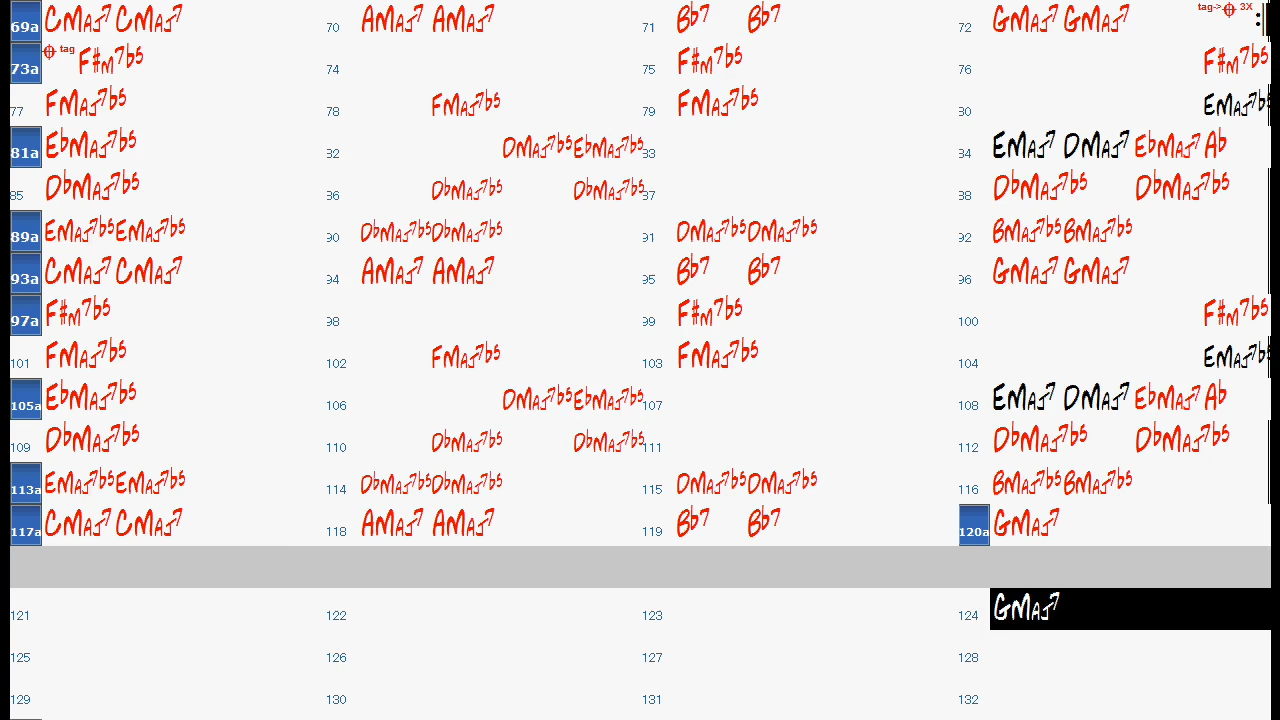 69a CMaj7 CMaj7 70 AMaj7 AMaj7 71 Bb7 Bb7 72 GMaj7 GMaj7 tag-> 3X
73a tag F#m7b5 74 75 F#m7b5 76 F#m7b5
77 FMaj7b5 78 FMaj7b5 79 FMaj7b5 80 EMaj7b5
81a EbMaj7b5 82 DMaj7b5 EbMaj7b5 83 84 EMaj7 DMaj7 EbMaj7 Ab
85 DbMaj7b5 86 DbMaj7b5 DbMaj7b5 87 88 DbMaj7b5 DbMaj7b5
89a EMaj7b5 EMaj7b5 90 DbMaj7b5 DbMaj7b5 91 DMaj7b5 DMaj7b5 92 BMaj7b5 BMaj7b5
93a CMaj7 CMaj7 94 AMaj7 AMaj7 95 Bb7 Bb7 96 GMaj7 GMaj7
97a F#m7b5 98 99 F#m7b5 100 F#m7b5
101 FMaj7b5 102 FMaj7b5 103 FMaj7b5 104 EMaj7b5
105a EbMaj7b5 106 DMaj7b5 EbMaj7b5 107 108 EMaj7 DMaj7 EbMaj7 Ab
109 DbMaj7b5 110 DbMaj7b5 DbMaj7b5 111 112 DbMaj7b5 DbMaj7b5
113a EMaj7b5 EMaj7b5 114 DbMaj7b5 DbMaj7b5 115 DMaj7b5 DMaj7b5 116 BMaj7b5 BMaj7b5
117a CMaj7 CMaj7 118 AMaj7 AMaj7 119 Bb7 Bb7 120a GMaj7
121 122 123 124 GMaj7
125 126 127 128
129 130 131 132